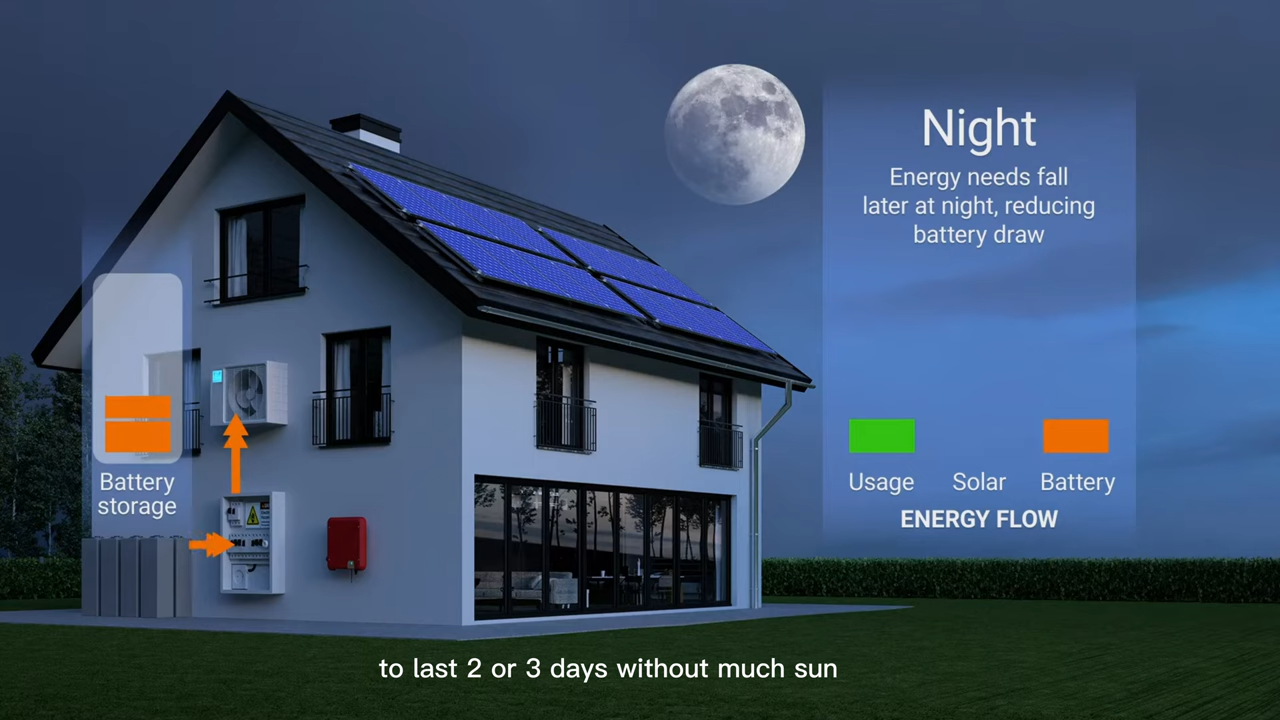 Night
Energy needs fall
later at night, reducing
battery draw
Battery
storage
Usage
Solar
Battery
ENERGY FLOW
to last 2 or 3 days without much sun